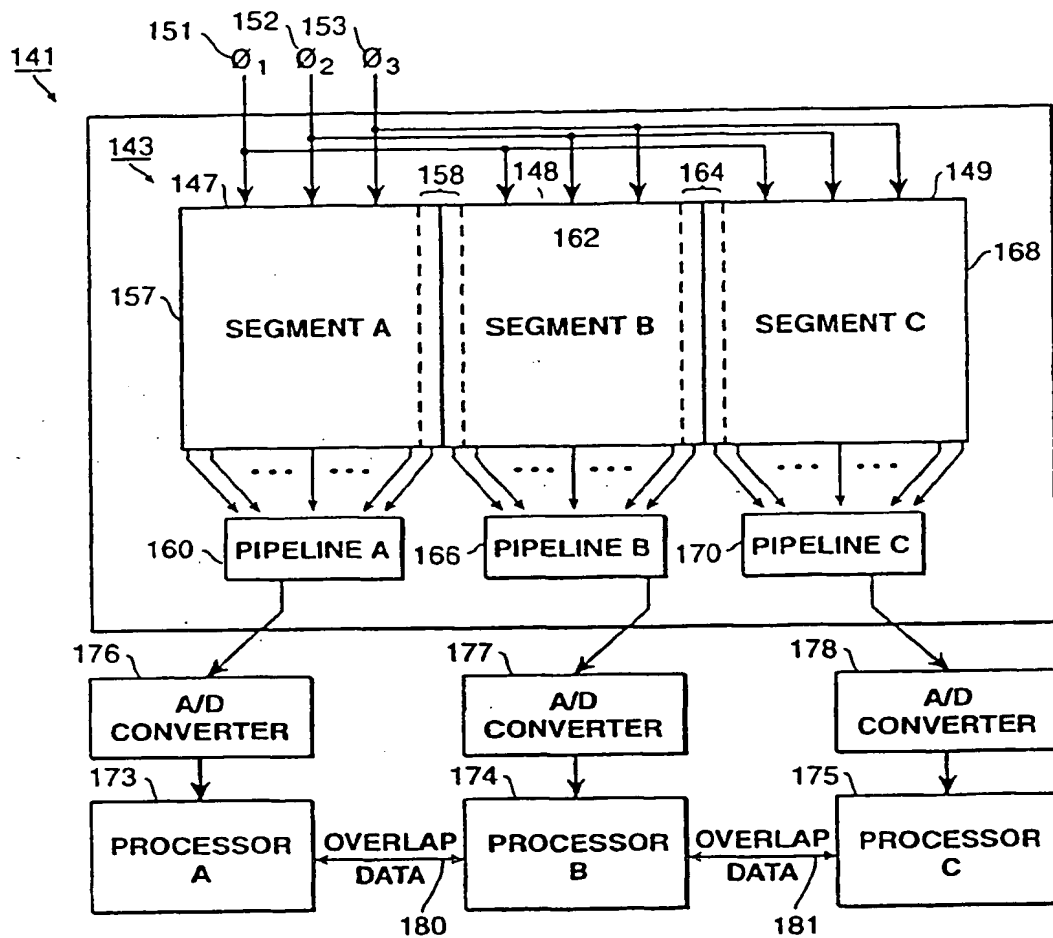 151 152 153
141 Ø1 Ø2 Ø3
143
147 158 148 164 149
162
157 168
SEGMENT A SEGMENT B SEGMENT C
160 PIPELINE A 166 PIPELINE B 170 PIPELINE C
176 177 178
A/D CONVERTER
A/D CONVERTER
A/D CONVERTER
173 174 175
PROCESSOR A
OVERLAP DATA
PROCESSOR B
OVERLAP DATA
PROCESSOR C
180 181